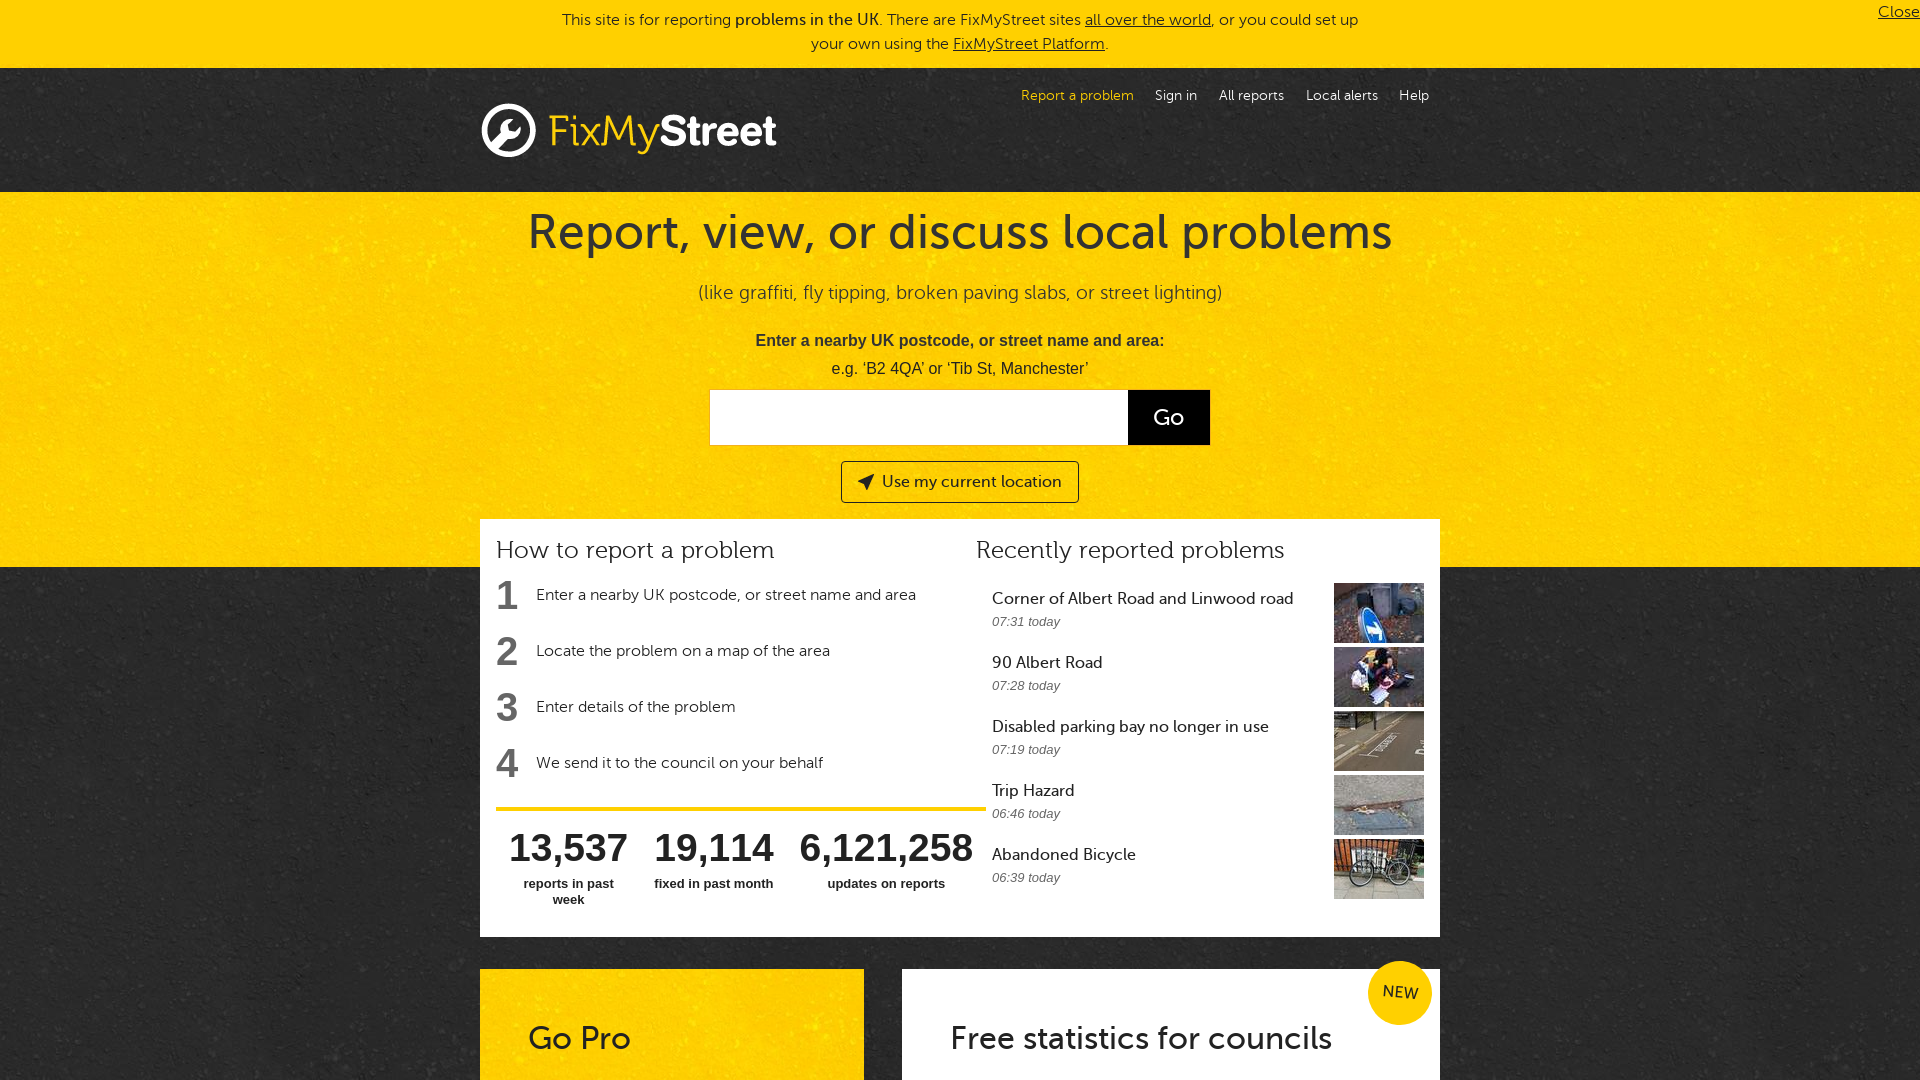 This site is for reporting problems in the UK. There are FixMyStreet sites all over the world, or you could set up
your own using the FixMyStreet Platform.
Close
Report a problem
Sign in
All reports
Local alerts
Help
FixMyStreet
Report, view, or discuss local problems
(like graffiti, fly tipping, broken paving slabs, or street lighting)
Enter a nearby UK postcode, or street name and area:
e.g. ‘B2 4QA’ or ‘Tib St, Manchester’
Go
Use my current location
How to report a problem
1 Enter a nearby UK postcode, or street name and area
2 Locate the problem on a map of the area
3 Enter details of the problem
4 We send it to the council on your behalf
13,537
reports in past
week
19,114
fixed in past month
6,121,258
updates on reports
Recently reported problems
Corner of Albert Road and Linwood road
07:31 today
90 Albert Road
07:28 today
Disabled parking bay no longer in use
07:19 today
Trip Hazard
06:46 today
Abandoned Bicycle
06:39 today
Go Pro
NEW
Free statistics for councils